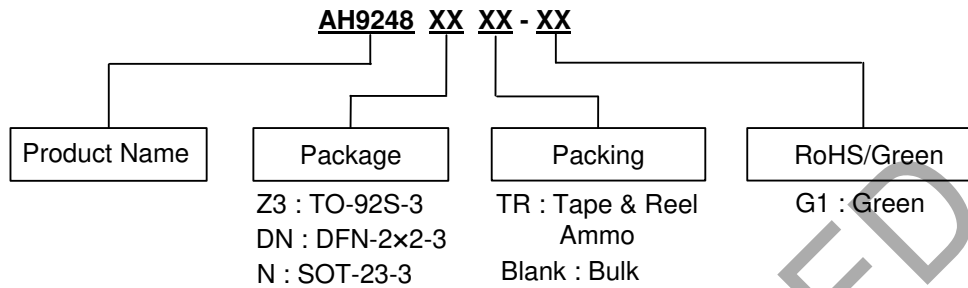 AH9248 XX XX - XX
Product Name
Package
Packing
RoHS/Green
Z3 : TO-92S-3
DN : DFN-2×2-3
N : SOT-23-3
TR : Tape & Reel
Ammo
Blank : Bulk
G1 : Green